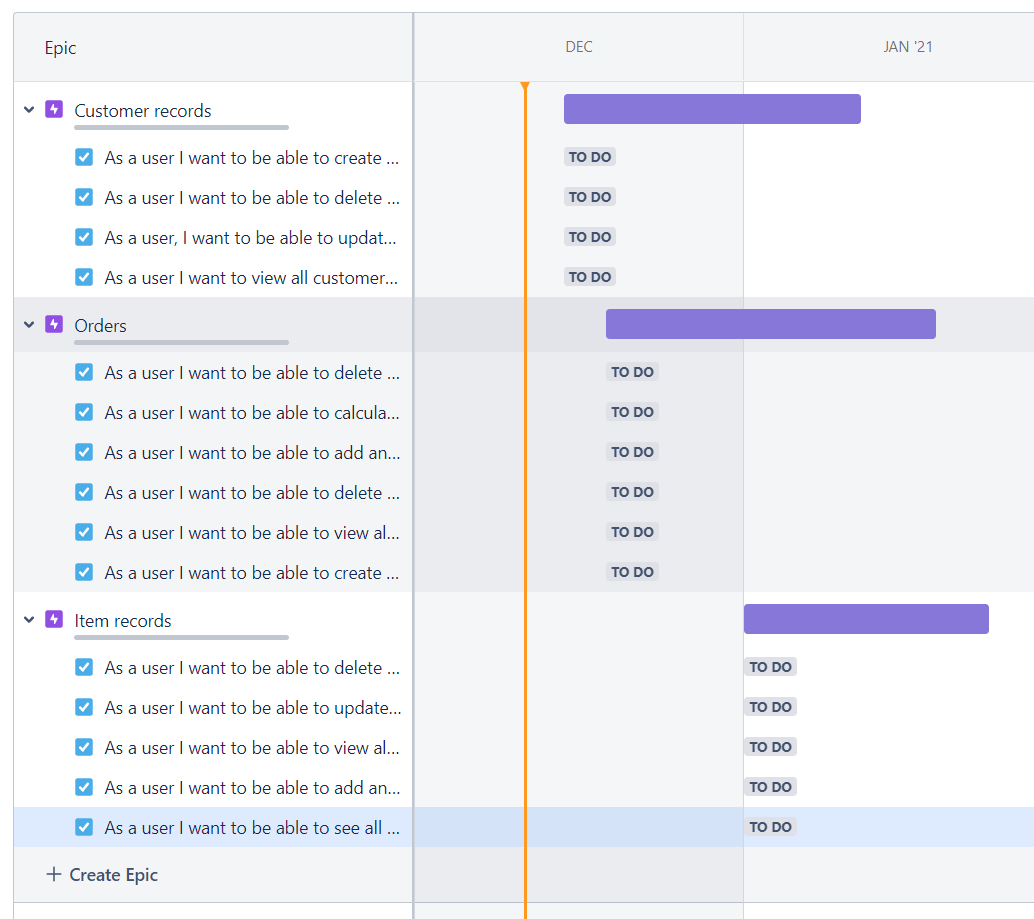 Epic DEC JAN '21
Customer records
As a user I want to be able to create ... TO DO
As a user I want to be able to delete ... TO DO
As a user, I want to be able to updat... TO DO
As a user I want to view all customer... TO DO
Orders
As a user I want to be able to delete ... TO DO
As a user I want to be able to calcula... TO DO
As a user I want to be able to add an... TO DO
As a user I want to be able to delete ... TO DO
As a user I want to be able to view al... TO DO
As a user I want to be able to create ... TO DO
Item records
As a user I want to be able to delete ... TO DO
As a user I want to be able to update... TO DO
As a user I want to be able to view al... TO DO
As a user I want to be able to add an... TO DO
As a user I want to be able to see all ... TO DO
+ Create Epic